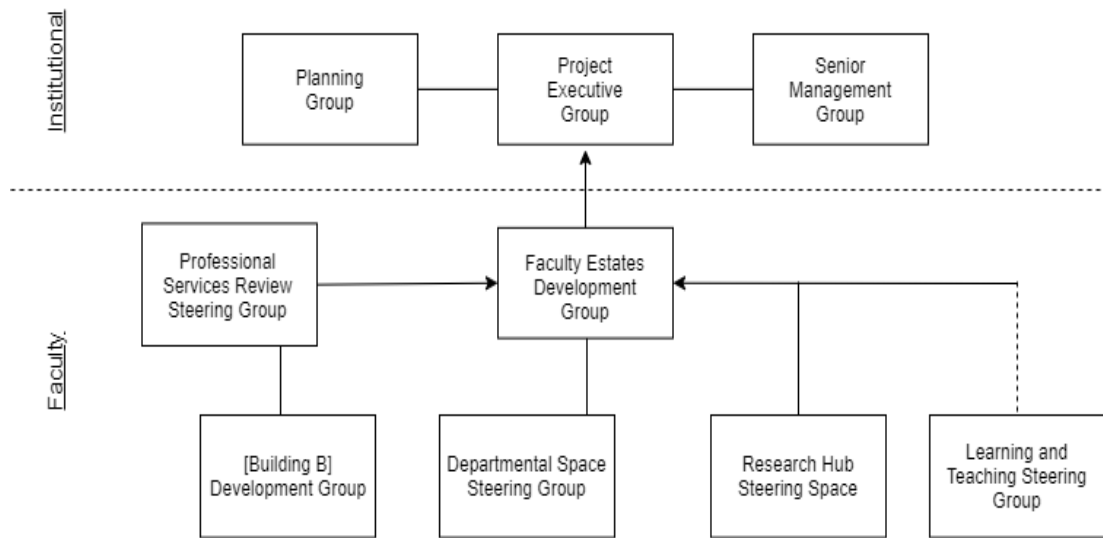 Institutional
Planning
Group
Project
Executive
Group
Senior
Management
Group
Faculty.
Professional
Services Review
Steering Group
Faculty Estates
Development
Group
[Building B]
Development Group
Departmental Space
Steering Group
Research Hub
Steering Space
Learning and
Teaching Steering
Group